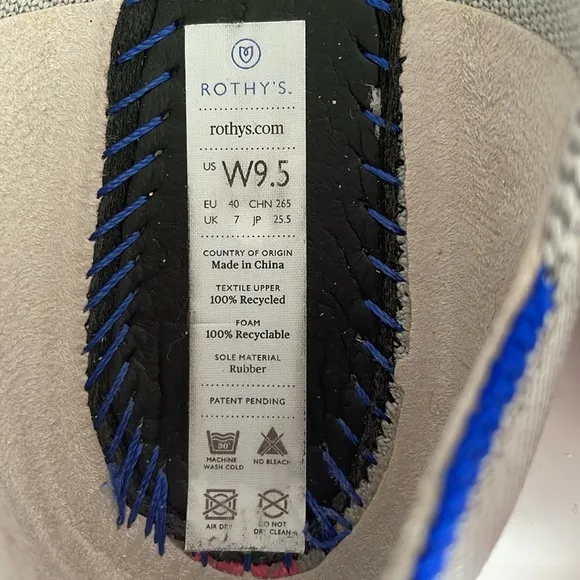 ROTHY'S™
rothys.com
US W9.5
EU 40 CHN 265
UK 7 JP 25.5
COUNTRY OF ORIGIN
Made in China
TEXTILE UPPER
100% Recycled
FOAM
100% Recyclable
SOLE MATERIAL
Rubber
PATENT PENDING
30°
MACHINE WASH COLD
NO BLEACH
AIR DRY
DO NOT DRY CLEAN